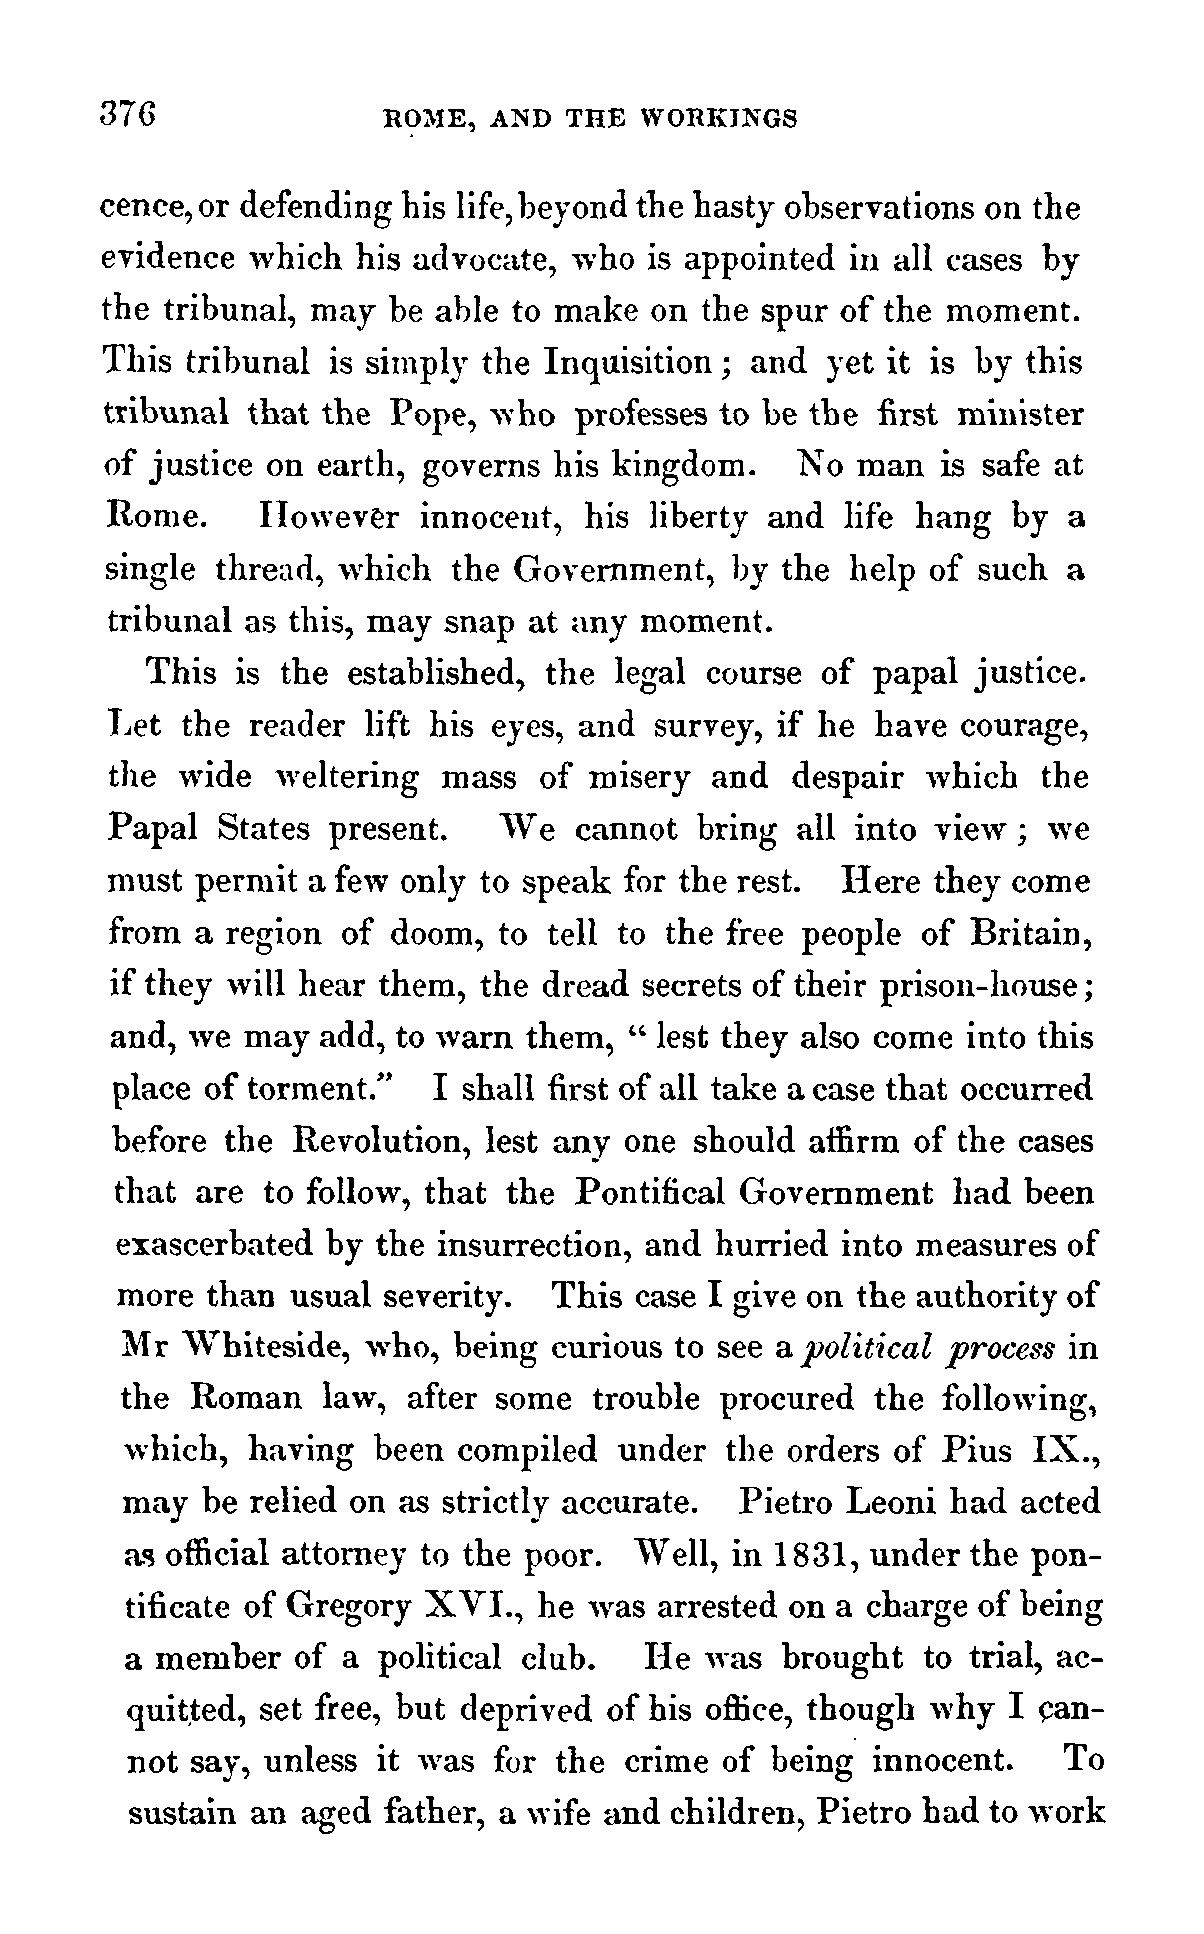 376 ROME, AND THE WORKINGS
cence, or defending his life, beyond the hasty observations on the
evidence which his advocate, who is appointed in all cases by
the tribunal, may be able to make on the spur of the moment.
This tribunal is simply the Inquisition; and yet it is by this
tribunal that the Pope, who professes to be the first minister
of justice on earth, governs his kingdom. No man is safe at
Rome. However innocent, his liberty and life hang by a
single thread, which the Government, by the help of such a
tribunal as this, may snap at any moment.
This is the established, the legal course of papal justice.
Let the reader lift his eyes, and survey, if he have courage,
the wide weltering mass of misery and despair which the
Papal States present. We cannot bring all into view; we
must permit a few only to speak for the rest. Here they come
from a region of doom, to tell to the free people of Britain,
if they will hear them, the dread secrets of their prison-house;
and, we may add, to warn them, “lest they also come into this
place of torment.” I shall first of all take a case that occurred
before the Revolution, lest any one should affirm of the cases
that are to follow, that the Pontifical Government had been
exascerbated by the insurrection, and hurried into measures of
more than usual severity. This case I give on the authority of
Mr Whiteside, who, being curious to see a political process in
the Roman law, after some trouble procured the following,
which, having been compiled under the orders of Pius IX.,
may be relied on as strictly accurate. Pietro Leoni had acted
as official attorney to the poor. Well, in 1831, under the pon-
tificate of Gregory XVI., he was arrested on a charge of being
a member of a political club. He was brought to trial, ac-
quitted, set free, but deprived of his office, though why I can-
not say, unless it was for the crime of being innocent. To
sustain an aged father, a wife and children, Pietro had to work